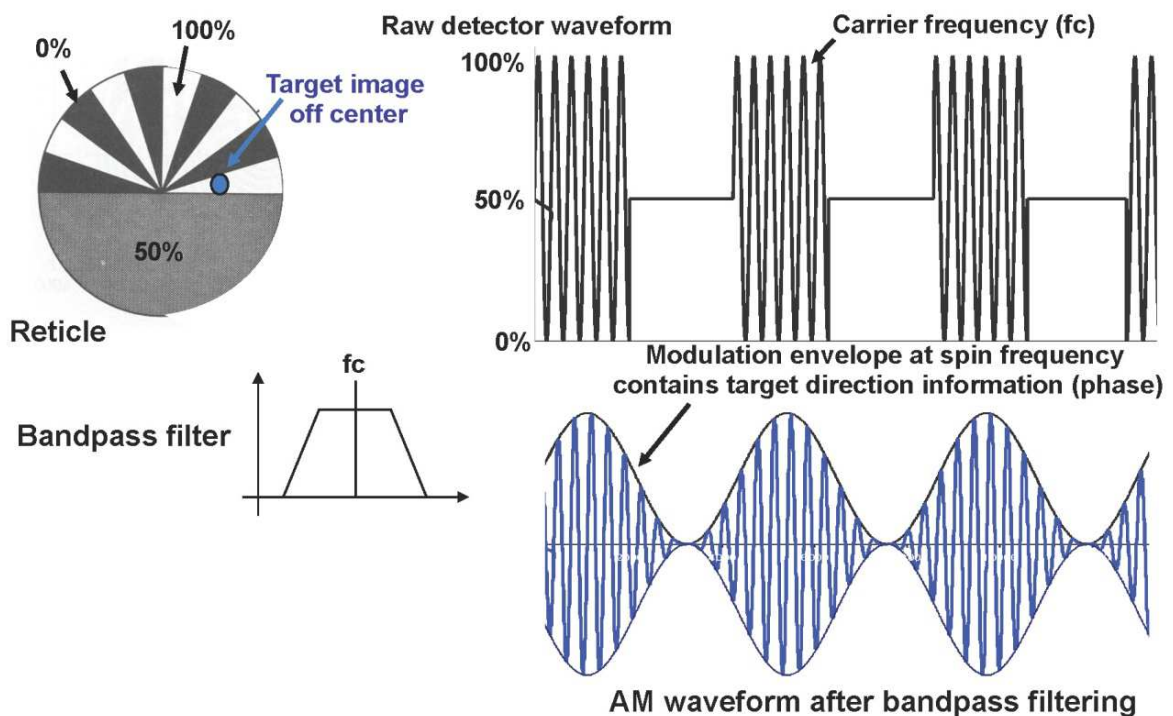 0%
100%
Target image
off center
50%
Reticle
Raw detector waveform
Carrier frequency (fc)
100%
50%
0%
Modulation envelope at spin frequency
contains target direction information (phase)
fc
Bandpass filter
AM waveform after bandpass filtering